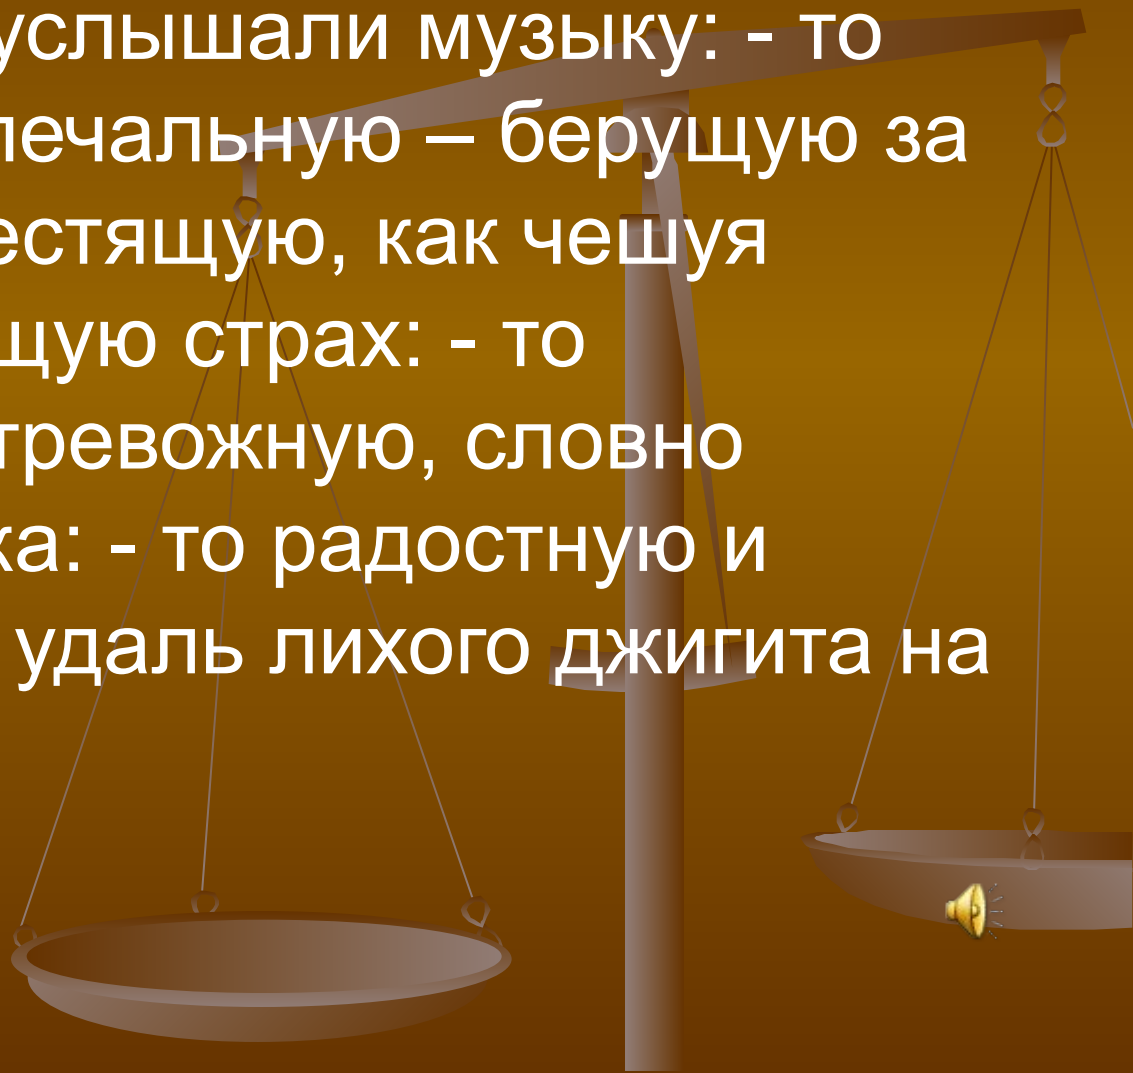 услышали музыку: - то
печальную – берущую за
естящую, как чешуя
щую страх: - то
тревожную, словно
ка: - то радостную и
удаль лихого джигита на